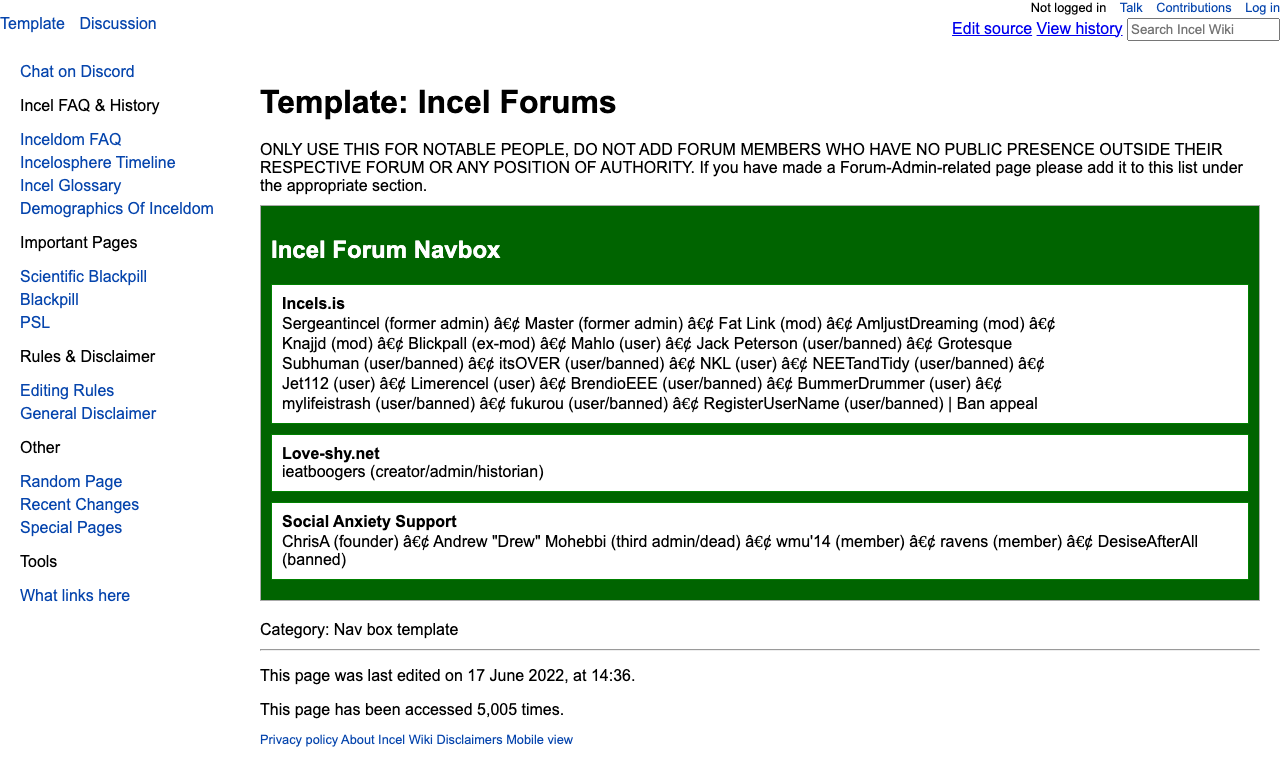 Not logged in Talk Contributions Log in
Template Discussion
Edit source View history Search Incel Wiki
Chat on Discord
Incel FAQ & History
Inceldom FAQ
Incelosphere Timeline
Incel Glossary
Demographics Of Inceldom
Important Pages
Scientific Blackpill
Blackpill
PSL
Rules & Disclaimer
Editing Rules
General Disclaimer
Other
Random Page
Recent Changes
Special Pages
Tools
What links here
Template: Incel Forums
ONLY USE THIS FOR NOTABLE PEOPLE, DO NOT ADD FORUM MEMBERS WHO HAVE NO PUBLIC PRESENCE OUTSIDE THEIR
RESPECTIVE FORUM OR ANY POSITION OF AUTHORITY. If you have made a Forum-Admin-related page please add it to this list under
the appropriate section.
Incel Forum Navbox
Incels.is
Sergeantincel (former admin) â€¢ Master (former admin) â€¢ Fat Link (mod) â€¢ AmljustDreaming (mod) â€¢
Knajjd (mod) â€¢ Blickpall (ex-mod) â€¢ Mahlo (user) â€¢ Jack Peterson (user/banned) â€¢ Grotesque
Subhuman (user/banned) â€¢ itsOVER (user/banned) â€¢ NKL (user) â€¢ NEETandTidy (user/banned) â€¢
Jet112 (user) â€¢ Limerencel (user) â€¢ BrendioEEE (user/banned) â€¢ BummerDrummer (user) â€¢
mylifeistrash (user/banned) â€¢ fukurou (user/banned) â€¢ RegisterUserName (user/banned) | Ban appeal
Love-shy.net
ieatboogers (creator/admin/historian)
Social Anxiety Support
ChrisA (founder) â€¢ Andrew "Drew" Mohebbi (third admin/dead) â€¢ wmu'14 (member) â€¢ ravens (member) â€¢ DesiseAfterAll
(banned)
Category: Nav box template
This page was last edited on 17 June 2022, at 14:36.
This page has been accessed 5,005 times.
Privacy policy About Incel Wiki Disclaimers Mobile view